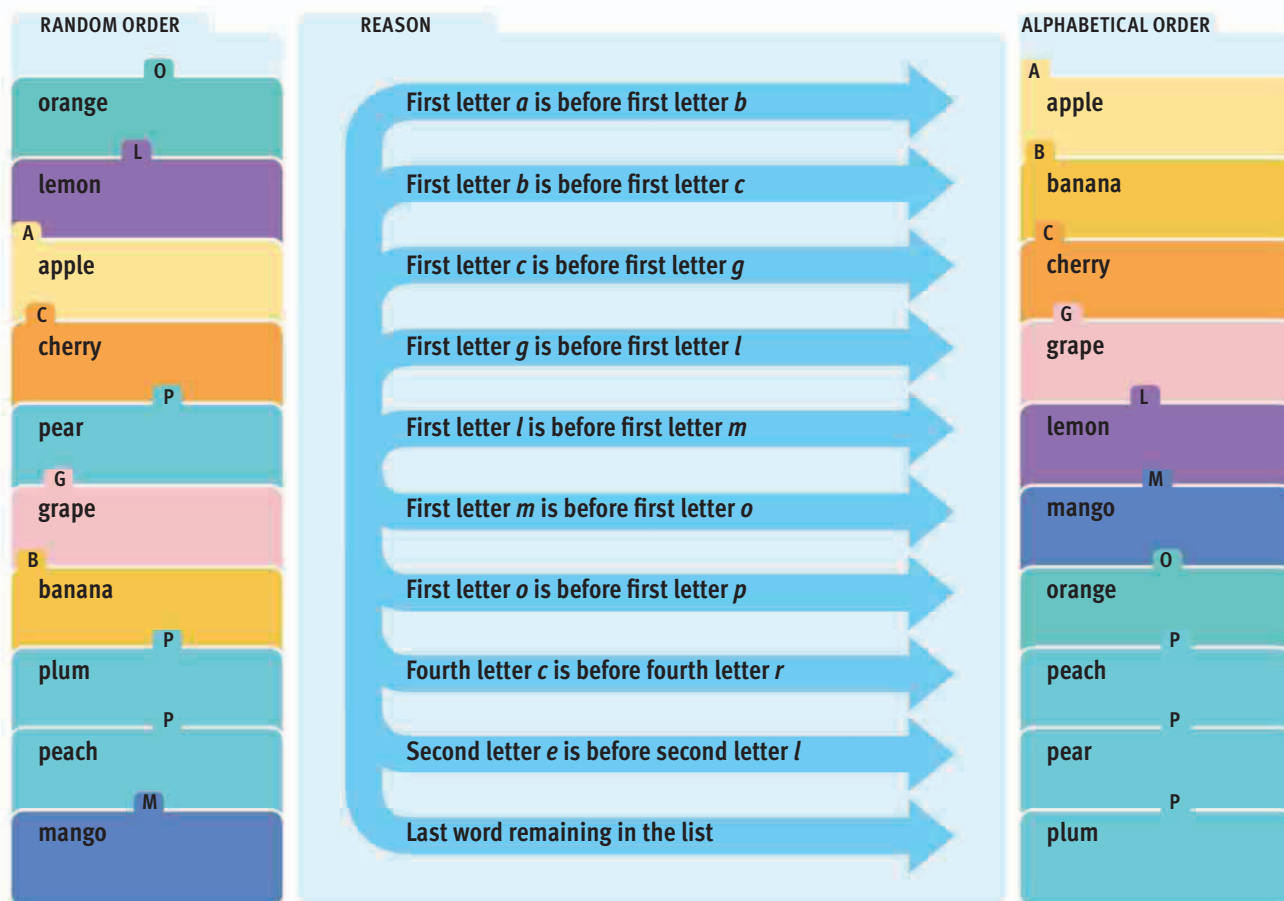 RANDOM ORDER
O
orange
L
lemon
A
apple
C
cherry
P
pear
G
grape
B
banana
P
plum
P
peach
M
mango
REASON
First letter a is before first letter b
First letter b is before first letter c
First letter c is before first letter g
First letter g is before first letter l
First letter l is before first letter m
First letter m is before first letter o
First letter o is before first letter p
Fourth letter c is before fourth letter r
Second letter e is before second letter l
Last word remaining in the list
ALPHABETICAL ORDER
A
apple
B
banana
C
cherry
G
grape
L
lemon
M
mango
O
orange
P
peach
P
pear
P
plum